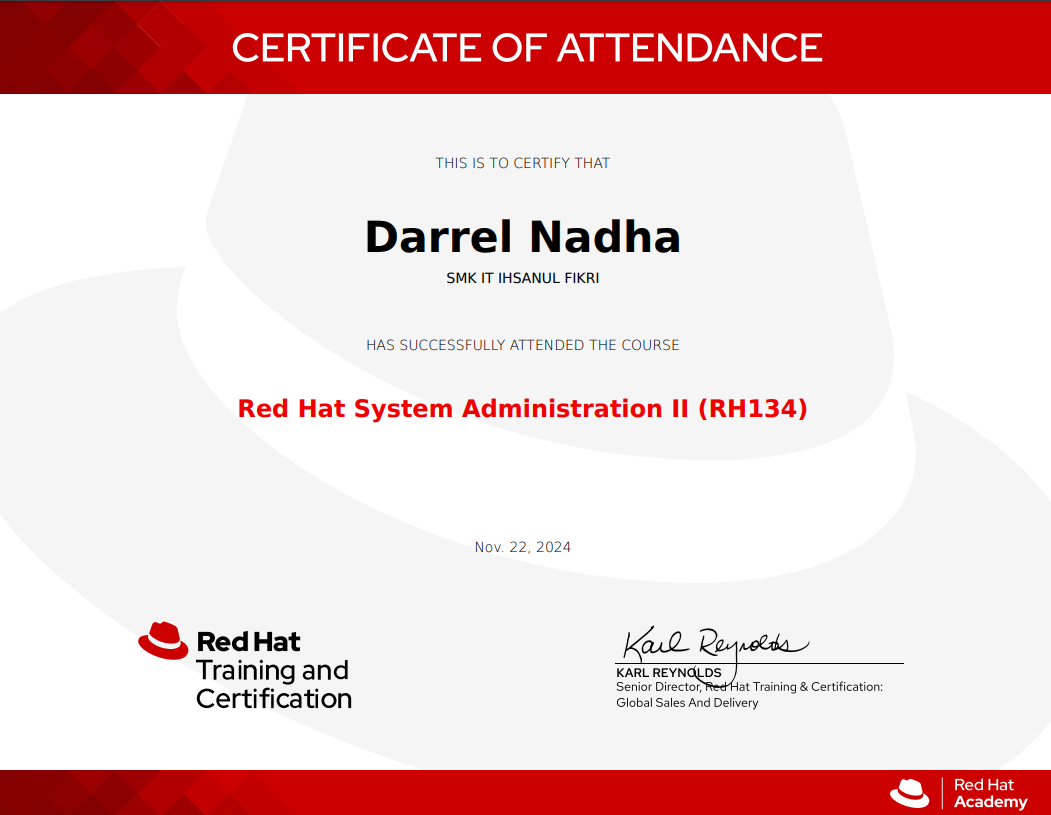 CERTIFICATE OF ATTENDANCE
THIS IS TO CERTIFY THAT
Darrel Nadha
SMK IT IHSANUL FIKRI
HAS SUCCESSFULLY ATTENDED THE COURSE
Red Hat System Administration II (RH134)
Nov. 22, 2024
Red Hat
Training and
Certification
Karl Reynolds
KARL REYNOLDS
Senior Director, Red Hat Training & Certification:
Global Sales And Delivery
Red Hat
Academy